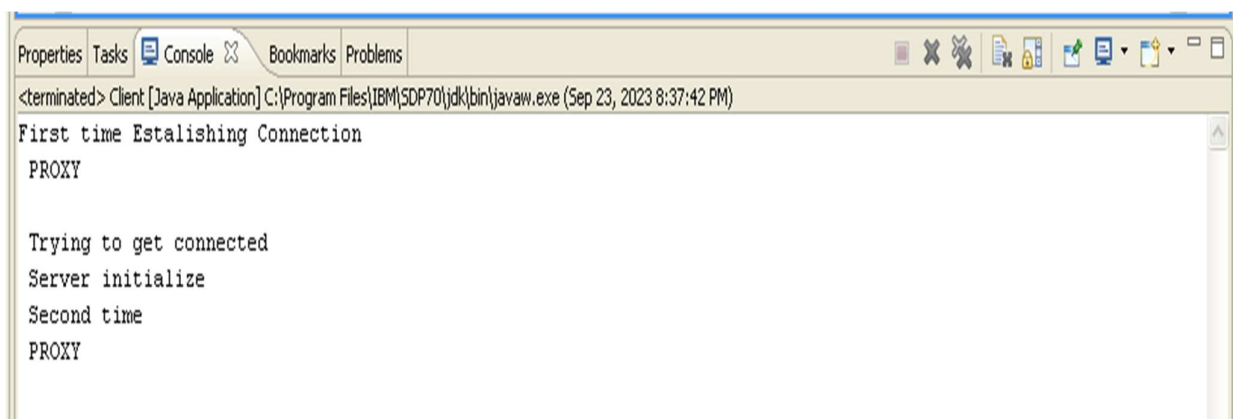 Properties Tasks Console Bookmarks Problems
<terminated> Client [Java Application] C:\Program Files\IBM\SDP70\jdk\bin\javaw.exe (Sep 23, 2023 8:37:42 PM)
First time Estalishing Connection
PROXY
Trying to get connected
Server initialize
Second time
PROXY